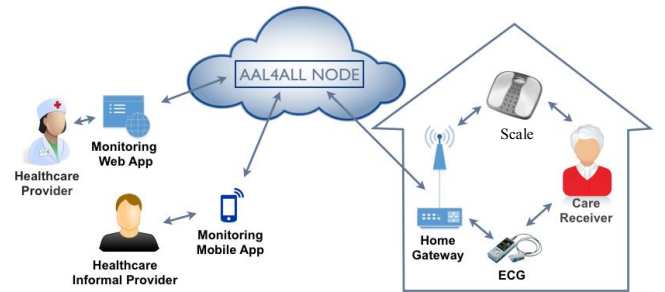 AAL4ALL NODE
Monitoring
Web App
Healthcare
Provider
Monitoring
Mobile App
Healthcare
Informal Provider
Scale
Care
Receiver
Home
Gateway
ECG